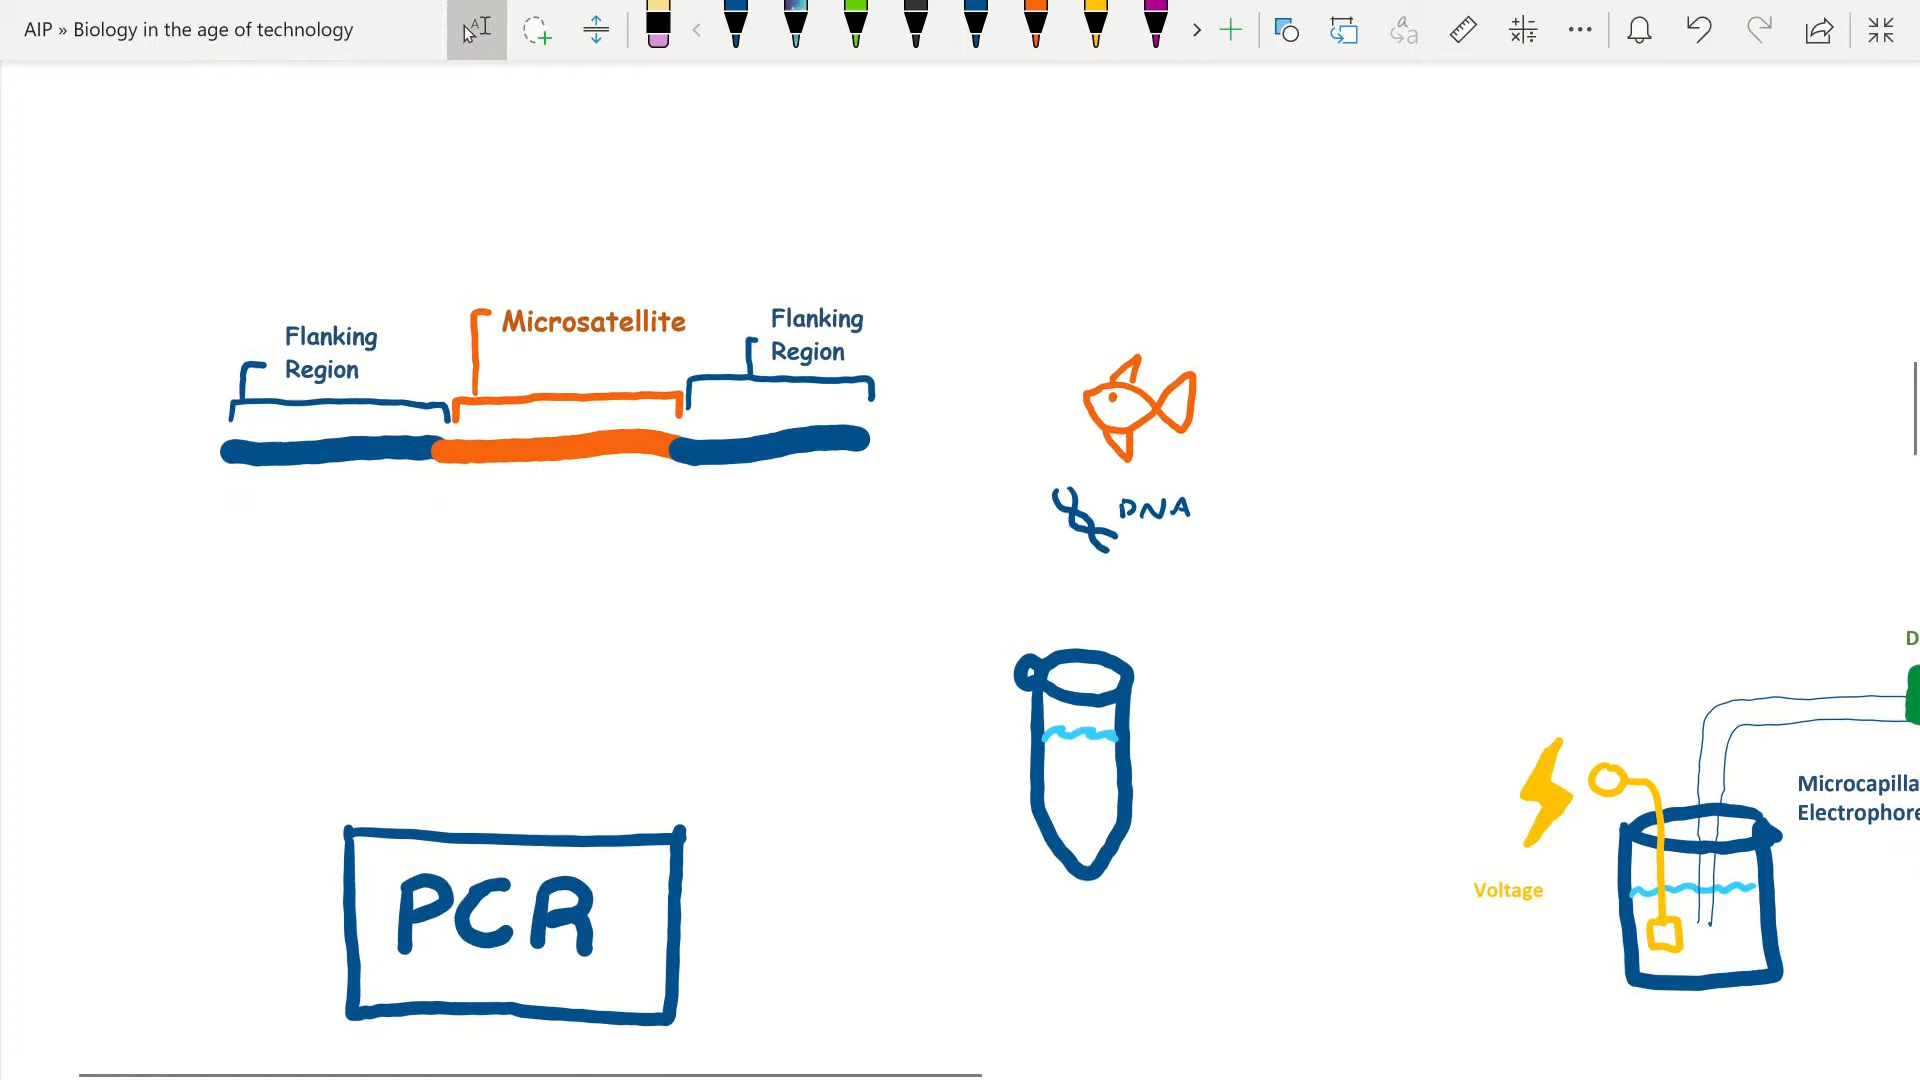 AIP » Biology in the age of technology
Flanking
Region
Microsatellite
Flanking
Region
DNA
D
Microcapilla
Electrophore
Voltage
PCR